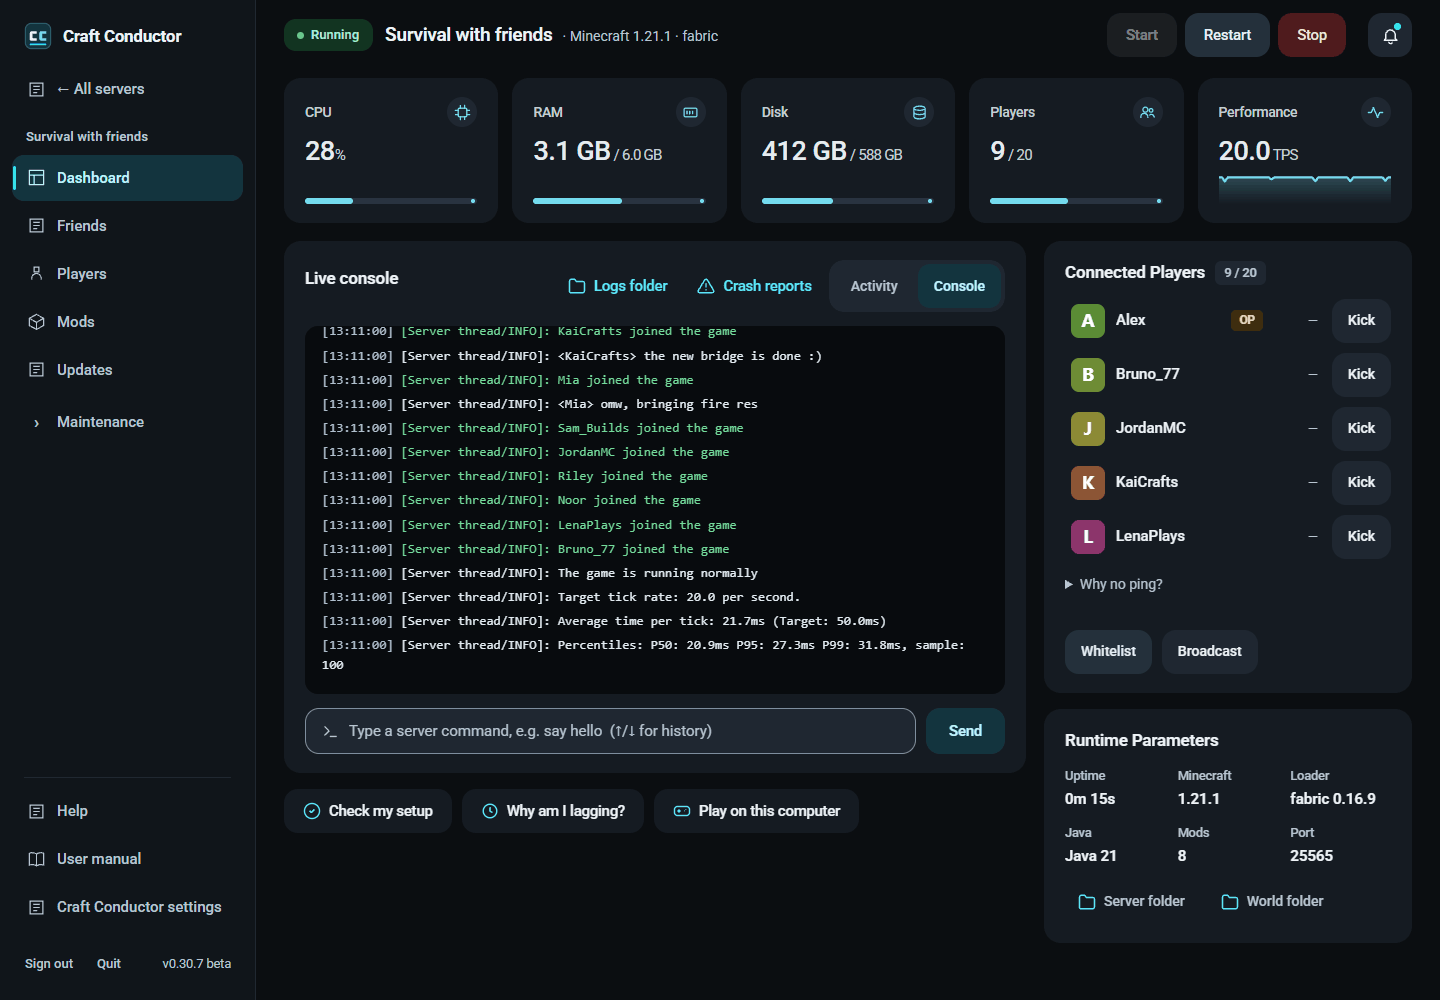 Craft Conductor
← All servers
Survival with friends
Dashboard
Friends
Players
Mods
Updates
› Maintenance
Help
User manual
Craft Conductor settings
Sign out Quit v0.30.7 beta
Running Survival with friends · Minecraft 1.21.1 · fabric
Start Restart Stop
CPU
28%
RAM
3.1 GB / 6.0 GB
Disk
412 GB / 588 GB
Players
9 / 20
Performance
20.0 TPS
Live console
Logs folder Crash reports Activity Console
[13:11:00] [Server thread/INFO]: KaiCrafts joined the game
[13:11:00] [Server thread/INFO]: <KaiCrafts> the new bridge is done :)
[13:11:00] [Server thread/INFO]: Mia joined the game
[13:11:00] [Server thread/INFO]: <Mia> omw, bringing fire res
[13:11:00] [Server thread/INFO]: Sam_Builds joined the game
[13:11:00] [Server thread/INFO]: JordanMC joined the game
[13:11:00] [Server thread/INFO]: Riley joined the game
[13:11:00] [Server thread/INFO]: Noor joined the game
[13:11:00] [Server thread/INFO]: LenaPlays joined the game
[13:11:00] [Server thread/INFO]: Bruno_77 joined the game
[13:11:00] [Server thread/INFO]: The game is running normally
[13:11:00] [Server thread/INFO]: Target tick rate: 20.0 per second.
[13:11:00] [Server thread/INFO]: Average time per tick: 21.7ms (Target: 50.0ms)
[13:11:00] [Server thread/INFO]: Percentiles: P50: 20.9ms P95: 27.3ms P99: 31.8ms, sample:
100
Type a server command, e.g. say hello (↑/↓ for history)
Send
Check my setup Why am I lagging? Play on this computer
Connected Players 9 / 20
A Alex OP — Kick
B Bruno_77 — Kick
J JordanMC — Kick
K KaiCrafts — Kick
L LenaPlays — Kick
▶ Why no ping?
Whitelist Broadcast
Runtime Parameters
Uptime Minecraft Loader
0m 15s 1.21.1 fabric 0.16.9
Java Mods Port
Java 21 8 25565
Server folder World folder